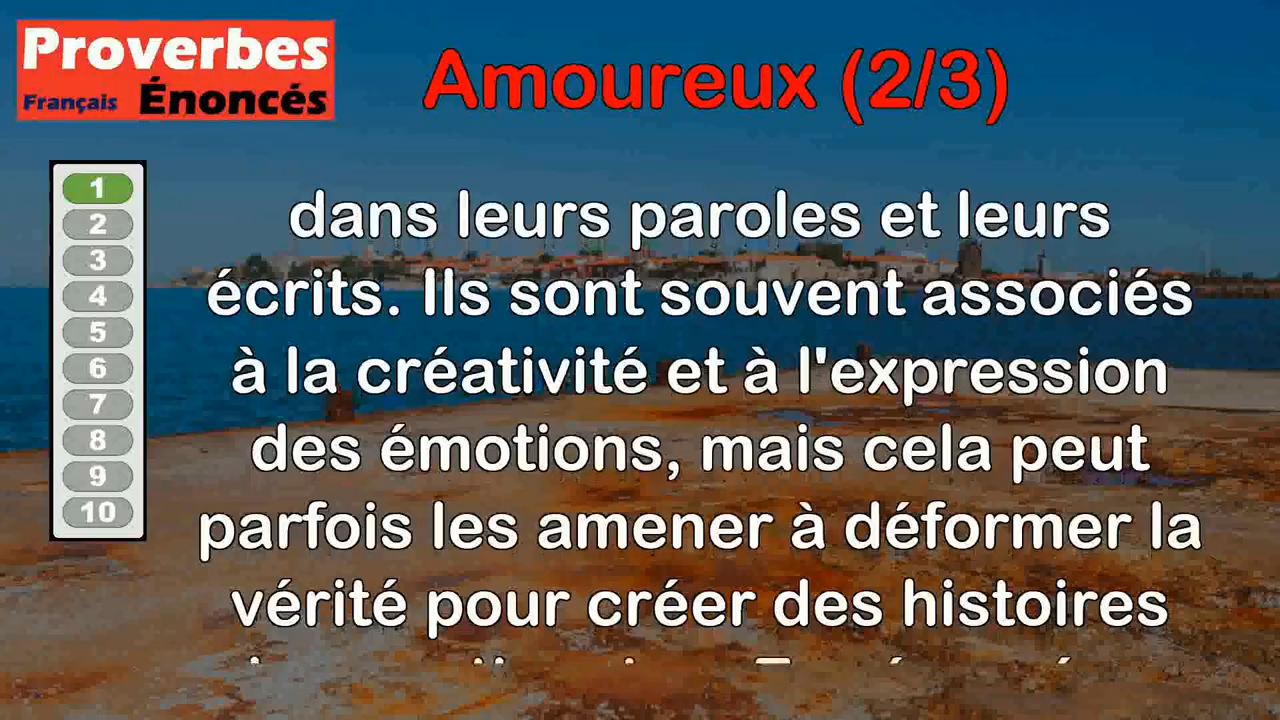 Proverbes
Français Énoncés
Amoureux (2/3)
1
2
3
4
5
6
7
8
9
10
dans leurs paroles et leurs
écrits. Ils sont souvent associés
à la créativité et à l'expression
des émotions, mais cela peut
parfois les amener à déformer la
vérité pour créer des histoires